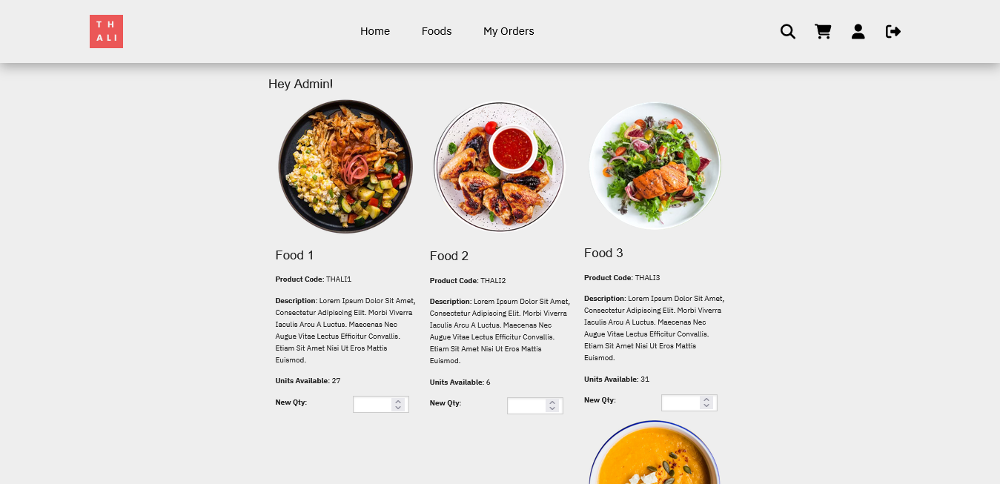 TH
ALI
Home
Foods
My Orders
Hey Admin!
Food 1
Product Code: THALI1
Description: Lorem Ipsum Dolor Sit Amet,
Consectetur Adipiscing Elit. Morbi Viverra
Iaculis Arcu A Luctus. Maecenas Nec
Augue Vitae Lectus Efficitur Convallis.
Etiam Sit Amet Nisi Ut Eros Mattis
Euismod.
Units Available: 27
New Qty:
Food 2
Product Code: THALI2
Description: Lorem Ipsum Dolor Sit Amet,
Consectetur Adipiscing Elit. Morbi Viverra
Iaculis Arcu A Luctus. Maecenas Nec
Augue Vitae Lectus Efficitur Convallis.
Etiam Sit Amet Nisi Ut Eros Mattis
Euismod.
Units Available: 6
New Qty:
Food 3
Product Code: THALI3
Description: Lorem Ipsum Dolor Sit Amet,
Consectetur Adipiscing Elit. Morbi Viverra
Iaculis Arcu A Luctus. Maecenas Nec
Augue Vitae Lectus Efficitur Convallis.
Etiam Sit Amet Nisi Ut Eros Mattis
Euismod.
Units Available: 31
New Qty: